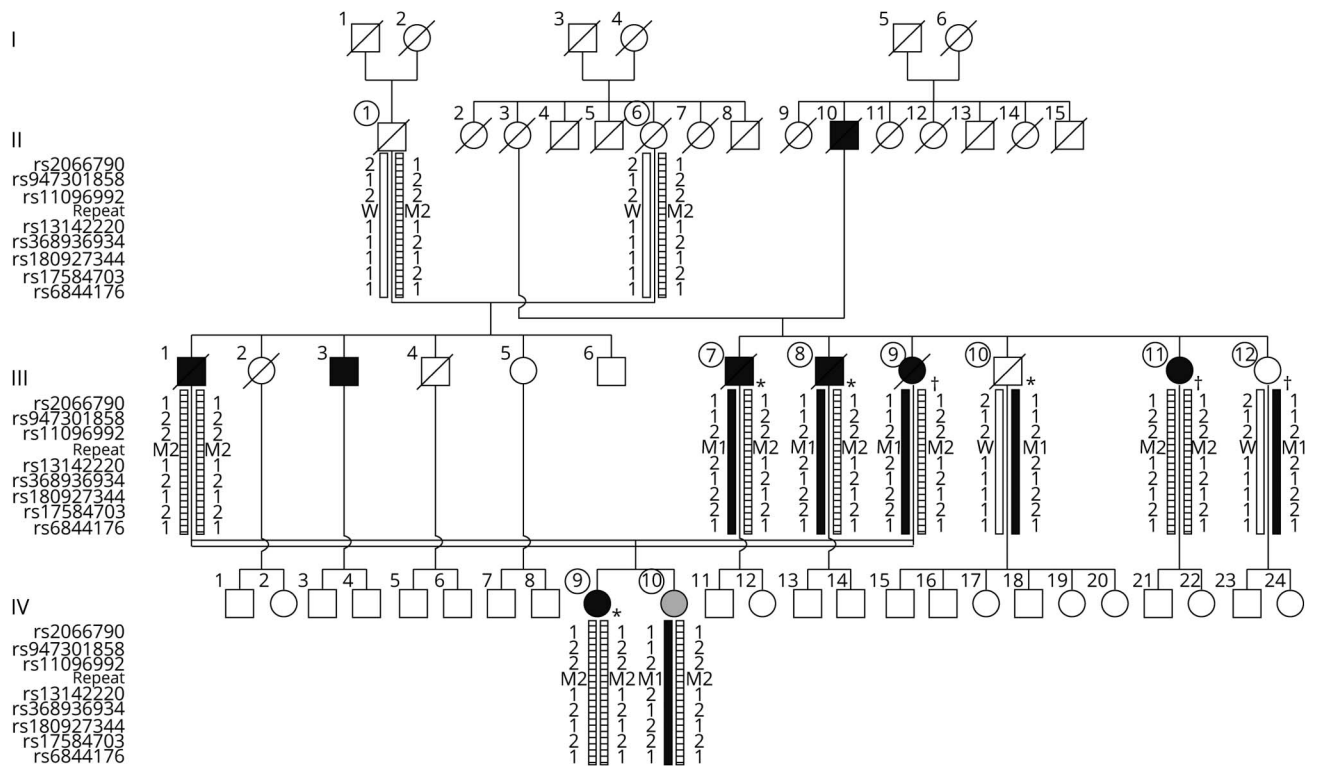 I 1 2 3 4 5 6
II 1 2 3 4 5 6 7 8 9 10 11 12 13 14 15
rs2066790 2 1 2 1
rs947301858 1 2 1 2
rs11096992 2 2 2 2
Repeat W M2 W M2
rs13142220 1 1 1 1
rs368936934 1 2 1 2
rs180927344 1 1 1 1
rs17584703 1 2 1 2
rs6844176 1 1 1 1
III 1 2 3 4 5 6 7 * 8 * 9 † 10 * 11 † 12 †
rs2066790 1 1 1 1 1 1 1 1 2 1 1 1 2 1
rs947301858 2 2 1 2 1 2 1 2 1 1 2 2 1 1
rs11096992 2 2 2 2 2 2 2 2 2 2 2 2 2 2
Repeat M2 M2 M1 M2 M1 M2 M1 M2 W M1 M2 M2 W M1
rs13142220 1 1 2 1 2 1 2 1 1 2 1 1 1 2
rs368936934 2 2 1 2 1 2 1 2 1 1 2 2 1 1
rs180927344 1 1 2 1 2 1 2 1 1 2 1 1 1 2
rs17584703 2 2 2 2 2 2 2 2 1 2 2 2 1 2
rs6844176 1 1 1 1 1 1 1 1 1 1 1 1 1 1
IV 1 2 3 4 5 6 7 8 9 * 10 11 12 13 14 15 16 17 18 19 20 21 22 23 24
rs2066790 1 1 1 1
rs947301858 2 2 1 2
rs11096992 2 2 2 2
Repeat M2 M2 M1 M2
rs13142220 1 1 2 1
rs368936934 2 2 1 2
rs180927344 1 1 2 1
rs17584703 2 2 2 2
rs6844176 1 1 1 1